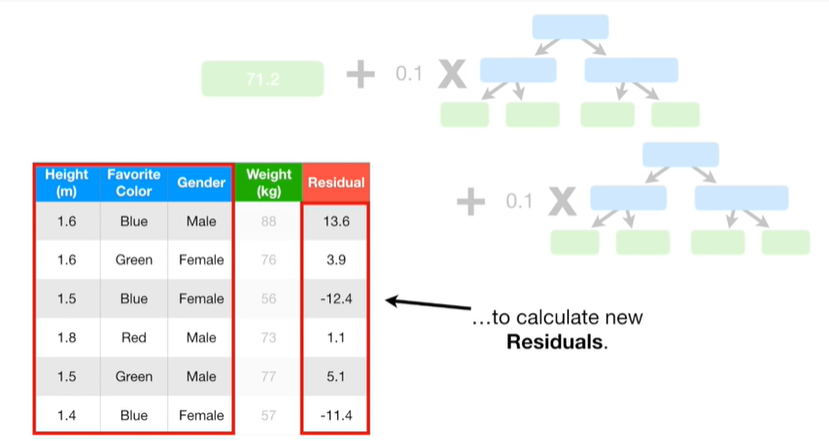 71.2 + 0.1 X
+ 0.1 X
Height (m) Favorite Color Gender Weight (kg) Residual
1.6 Blue Male 88 13.6
1.6 Green Female 76 3.9
1.5 Blue Female 56 -12.4
1.8 Red Male 73 1.1
1.5 Green Male 77 5.1
1.4 Blue Female 57 -11.4
...to calculate new
Residuals.